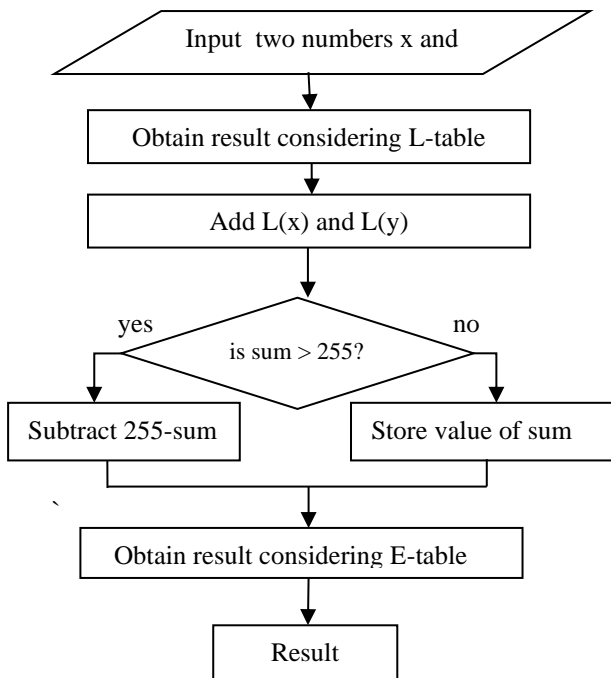 Input two numbers x and
Obtain result considering L-table
Add L(x) and L(y)
yes
no
is sum > 255?
Subtract 255-sum
Store value of sum
`
Obtain result considering E-table
Result